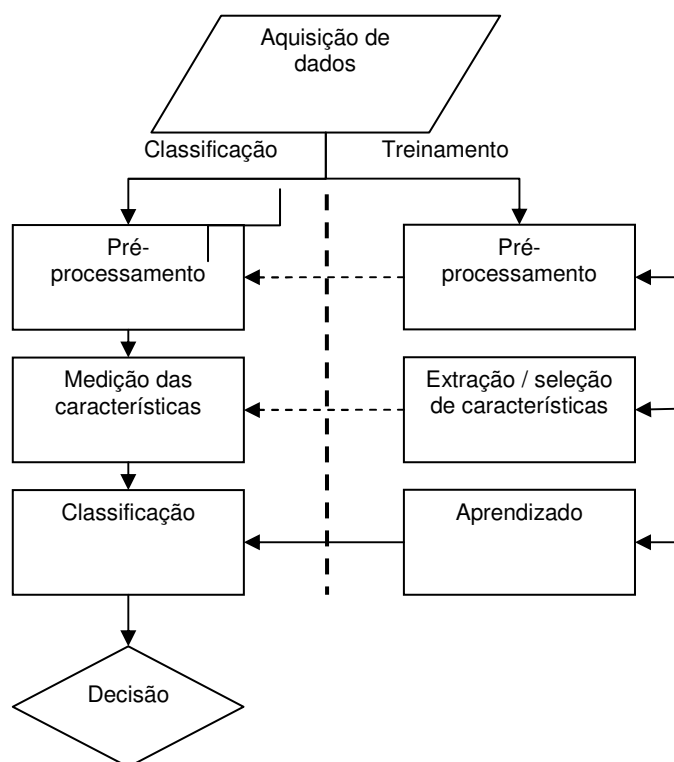 Aquisição de
dados
Classificação
Treinamento
Pré-
processamento
Pré-
processamento
Medição das
características
Extração / seleção
de características
Classificação
Aprendizado
Decisão